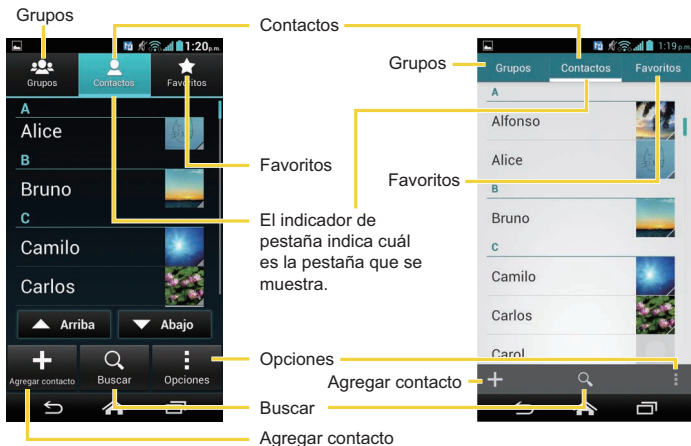 Grupos
Contactos
1:20p.m.
Grupos
Contactos
Favoritos
A
Alice
B
Bruno
C
Camilo
Carlos
Arriba
Abajo
Agregar contacto
Buscar
Opciones
Favoritos
El indicador de
pestaña indica cuál
es la pestaña que se
muestra.
Opciones
Buscar
Agregar contacto
Grupos
Favoritos
Agregar contacto
1:19 p.m.
Grupos
Contactos
Favoritos
A
Alfonso
Alice
B
Bruno
C
Camilo
Carlos
Carol